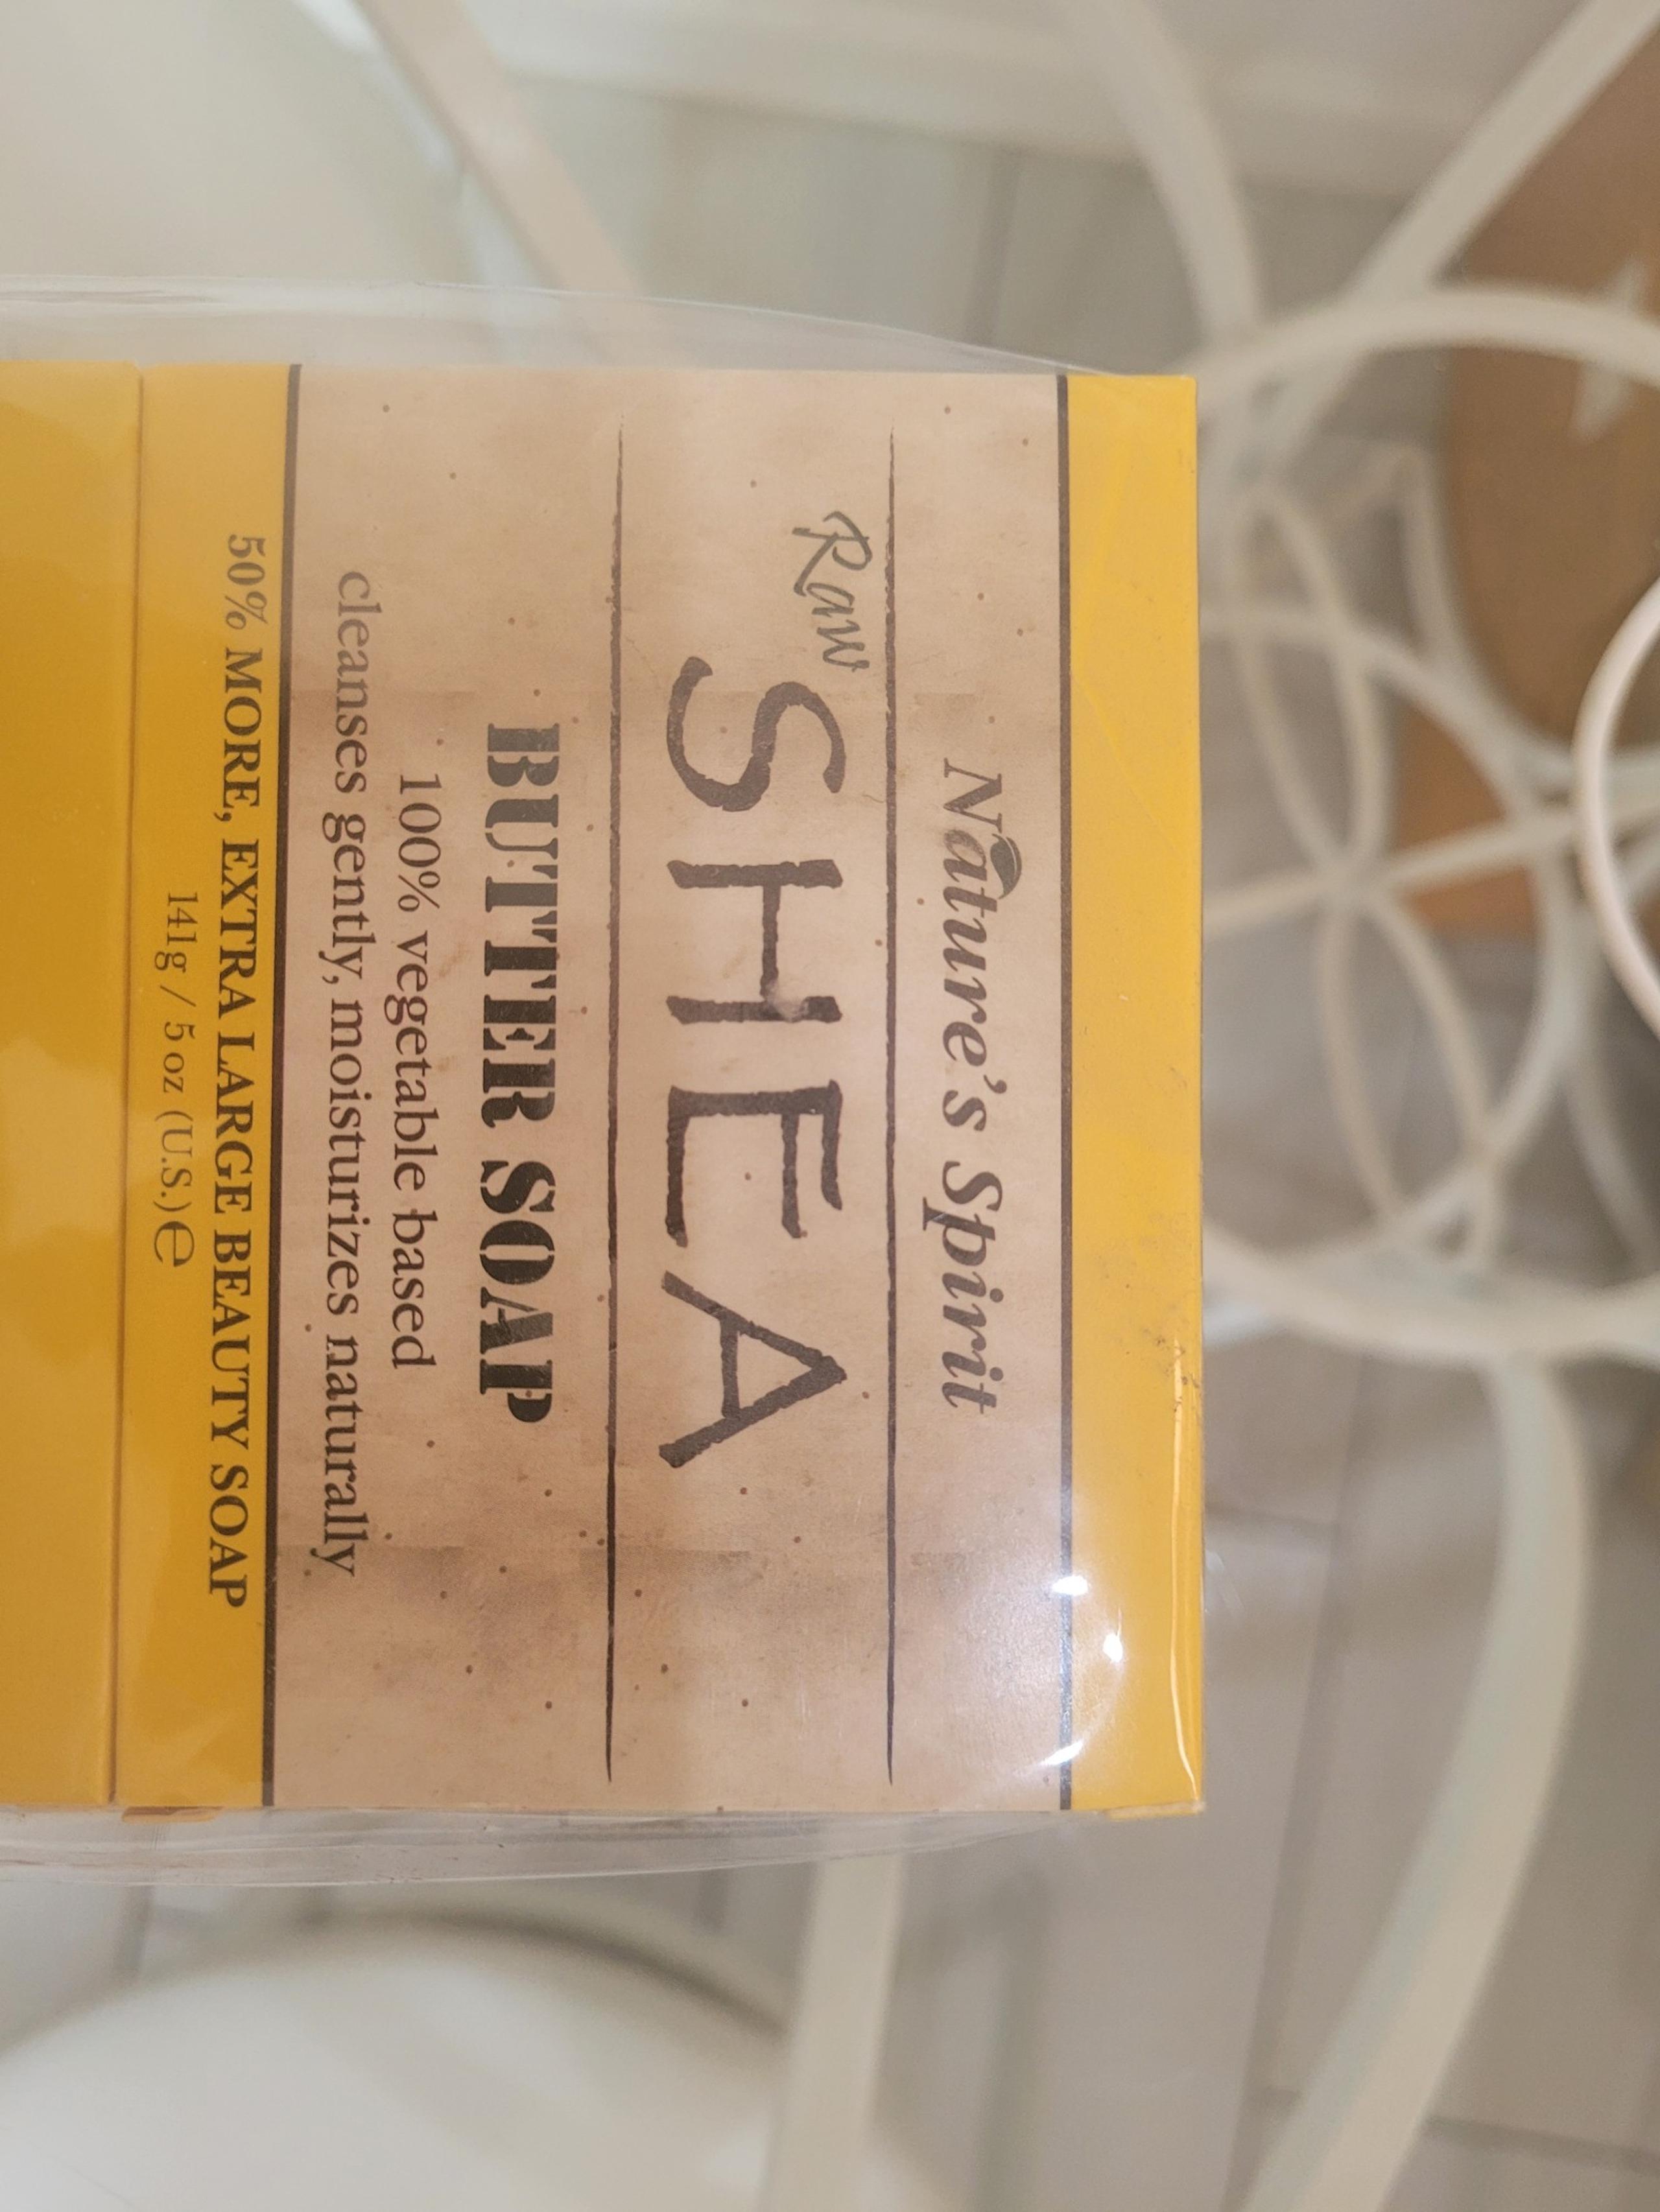 Nature's Spirit
Raw
SHEA
BUTTER SOAP
100% vegetable based
cleanses gently, moisturizes naturally
50% MORE, EXTRA LARGE BEAUTY SOAP
141g / 5 oz (U.S.) ℮